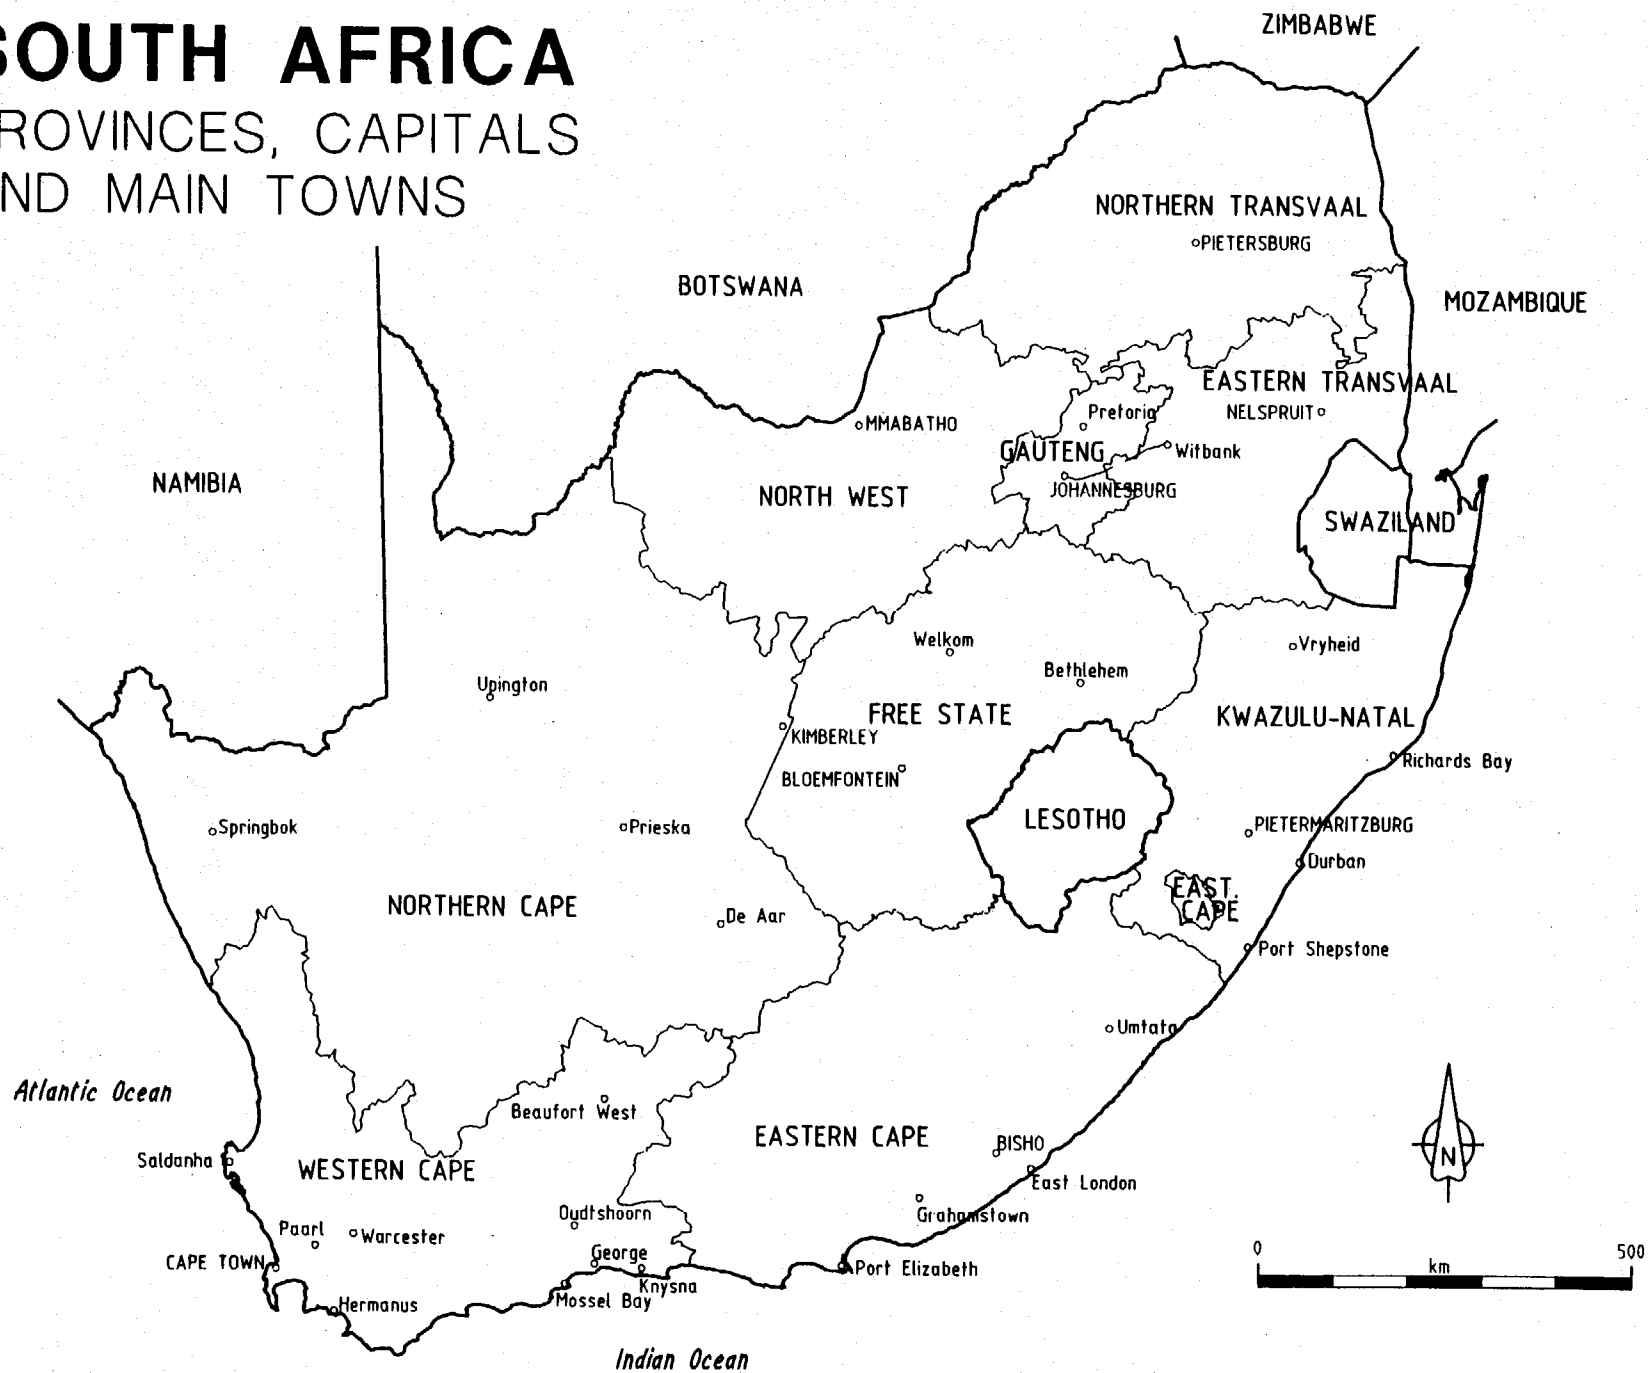 SOUTH AFRICA
ROVINCES, CAPITALS
ND MAIN TOWNS
ZIMBABWE
NORTHERN TRANSVAAL
PIETERSBURG
BOTSWANA
MOZAMBIQUE
EASTERN TRANSVAAL
Pretoria
NELSPRUIT
MMABATHO
GAUTENG
Witbank
NAMIBIA
NORTH WEST
JOHANNESBURG
SWAZILAND
Welkom
Vryheid
Bethlehem
Upington
FREE STATE
KWAZULU-NATAL
KIMBERLEY
Richards Bay
BLOEMFONTEIN
LESOTHO
Springbok
Prieska
PIETERMARITZBURG
Durban
EAST.
CAPE
NORTHERN CAPE
De Aar
Port Shepstone
Umtata
Atlantic Ocean
Beaufort West
EASTERN CAPE
BISHO
Saldanha
WESTERN CAPE
East London
Oydtshoorn
Grahamstown
Paarl
Warcester
George
CAPE TOWN
Port Elizabeth
Knysna
Mossel Bay
Hermanus
Indian Ocean
N
0 500
km